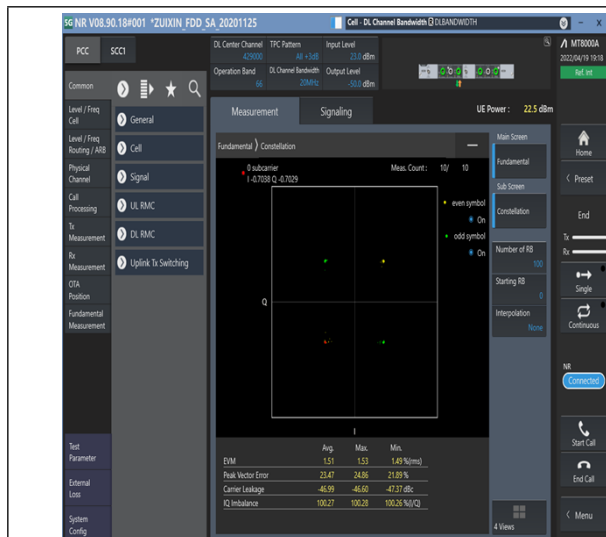 5G NR V08.90.18#001 *ZUIXIN_FDD_SA_20201125
Cell - DL Channel Bandwidth DLBANDWIDTH
PCC SCC1
DL Center Channel TPC Pattern Input Level
429000 All +3dB 23.0 dBm
Operation Band DL Channel Bandwidth Output Level
66 20MHz -50.0 dBm
MT8000A
2022/04/19 19:18
Ref. Int
Common
Level / Freq
Cell
Level / Freq
Routing / ARB
Physical
Channel
Call
Processing
Tx
Measurement
Rx
Measurement
OTA
Position
Fundamental
Measurement
Test
Parameter
External
Loss
System
Config
General
Cell
Signal
UL RMC
DL RMC
Uplink Tx Switching
Measurement Signaling UE Power : 22.5 dBm
Fundamental Constellation
0 subcarrier Meas. Count : 10/ 10
I -0.7038 Q -0.7029
even symbol
On
odd symbol
On
Q
I
Avg. Max. Min.
EVM 1.51 1.53 1.49 %(rms)
Peak Vector Error 23.47 24.86 21.89 %
Carrier Leakage -46.99 -46.60 -47.37 dBc
IQ Imbalance 100.27 100.28 100.26 %(I/Q)
Main Screen
Fundamental
Sub Screen
Constellation
Number of RB
100
Starting RB
0
Interpolation
None
4 Views
Home
Preset
End
Tx
Rx
Single
Continuous
NR
Connected
Start Call
End Call
Menu